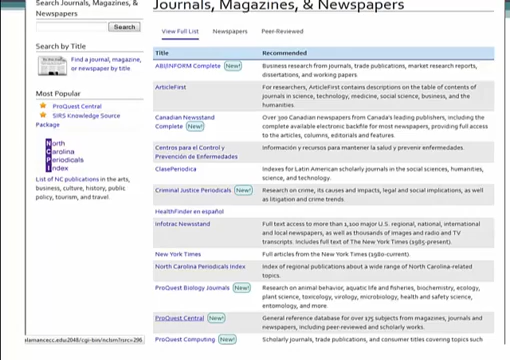 Search Journals, Magazines, &
Newspapers
Search
Search by Title
Find a journal, magazine,
or newspaper by title
Most Popular
ProQuest Central
SIRS Knowledge Source
Package
North
Carolina
Periodicals
Index
List of NC publications in the arts,
business, culture, history, public
policy, tourism, and travel.
Journals, Magazines, & Newspapers
View Full List Newspapers Peer-Reviewed
Title Recommended
ABI/INFORM Complete New! Business research from journals, trade publications, market research reports,
dissertations, and working papers
ArticleFirst For researchers, ArticleFirst contains descriptions on the table of contents of
journals in science, technology, medicine, social science, business, and the
humanities.
Canadian Newsstand Over 300 Canadian newspapers from Canada's leading publishers, including the
Complete New! complete available electronic backfile for most newspapers, providing full access
to the articles, columns, editorials and features
Centros para el Control y Información y recursos para mantener la salud y prevenir enfermedades
Prevención de Enfermedades
ClasePeriodica Indexes for Latin American scholarly journals in the social sciences, humanities,
science, and technology.
Criminal Justice Periodicals New! Research on crime, its causes and impacts, legal and social implications, as well
as litigation and crime trends.
HealthFinder en español
Infotrac Newsstand Full text access to more than 1,100 major U.S. regional, national, international
and local newspapers, as well as thousands of images and radio and TV
transcripts. Includes full text of The New York Times (1985-present).
New York Times Full articles from the New York Times (1980-current).
North Carolina Periodicals Index Index of regional publications about a wide range of North Carolina-related
topics.
ProQuest Biology Journals New! Research on animal behavior, aquatic life and fisheries, biochemistry, ecology,
plant science, toxicology, virology, microbiology, health and safety science,
entomology, and more
ProQuest Central New! General reference database for over 175 subjects from magazines, journals and
newspapers, including peer-reviewed and scholarly works.
ProQuest Computing New! Scholarly journals, trade publications, and consumer titles covering topics such
alamancecc.edu:2048/cgi-bin/nclsm?rsrc=296